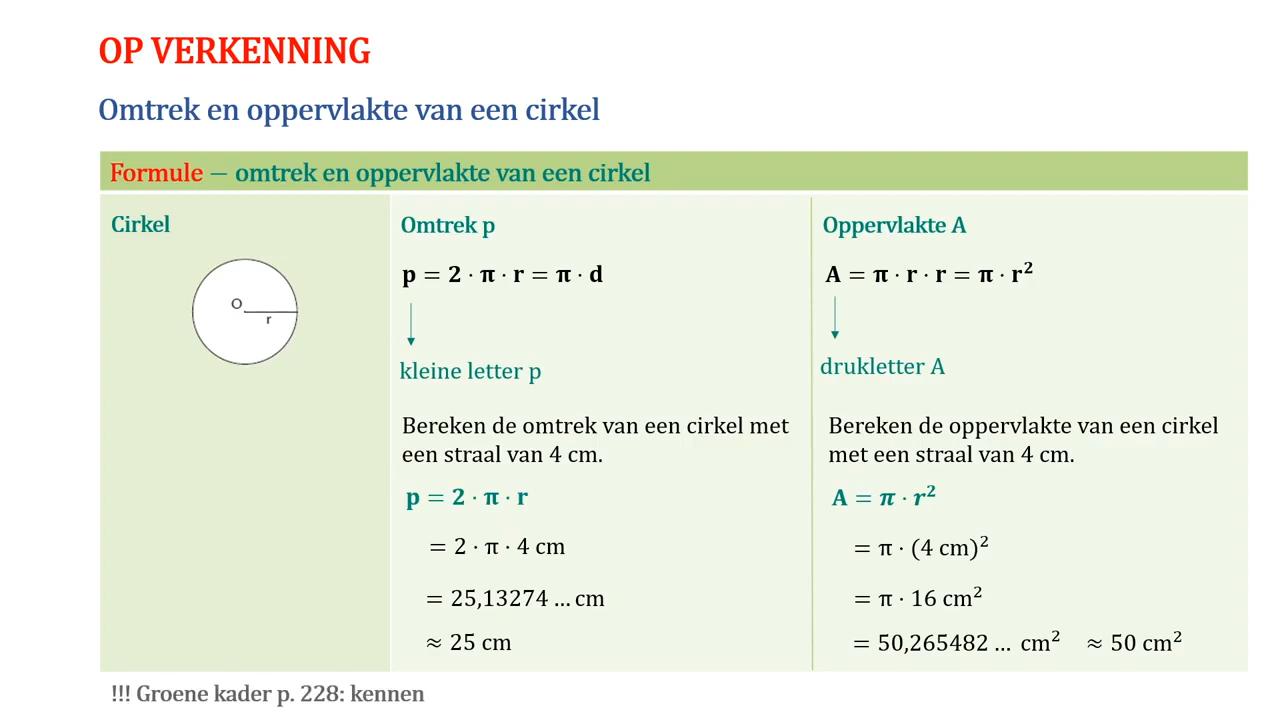 OP VERKENNING
Omtrek en oppervlakte van een cirkel
Formule – omtrek en oppervlakte van een cirkel
Cirkel
O
r
Omtrek p
p = 2 · π · r = π · d
kleine letter p
Bereken de omtrek van een cirkel met
een straal van 4 cm.
p = 2 · π · r
= 2 · π · 4 cm
= 25,13274 … cm
≈ 25 cm
Oppervlakte A
A = π · r · r = π · r²
drukletter A
Bereken de oppervlakte van een cirkel
met een straal van 4 cm.
A = π · r²
= π · (4 cm)²
= π · 16 cm²
= 50,265482 … cm² ≈ 50 cm²
!!! Groene kader p. 228: kennen